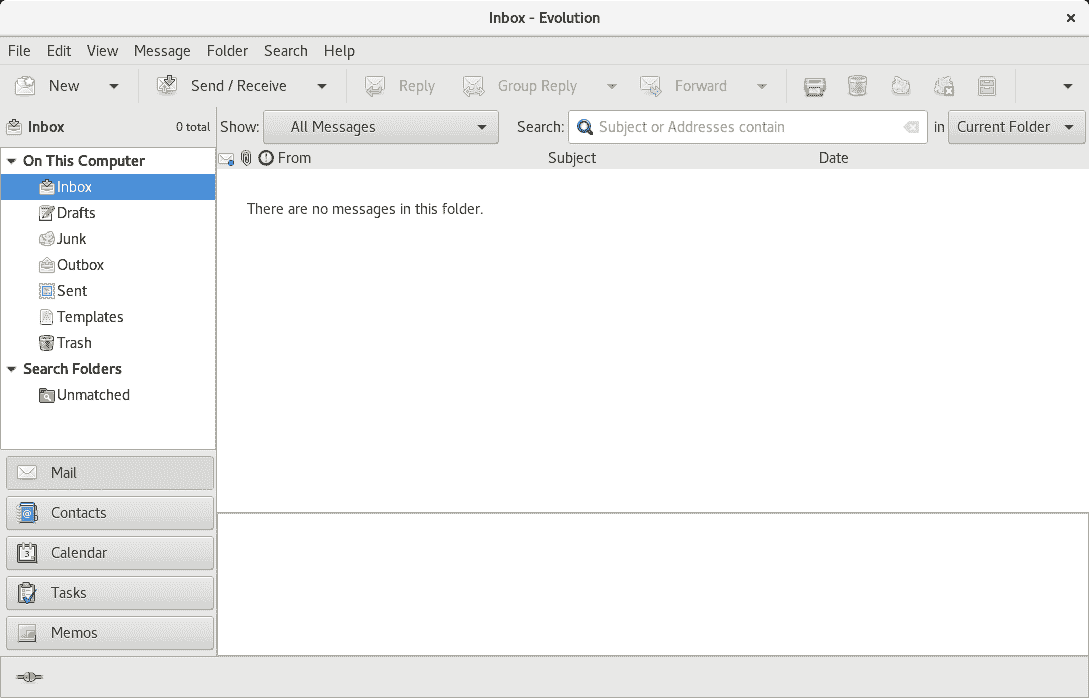 Inbox - Evolution
File Edit View Message Folder Search Help
New Send / Receive Reply Group Reply Forward
Inbox 0 total Show: All Messages Search: Subject or Addresses contain in Current Folder
On This Computer
From Subject Date
Inbox
Drafts
There are no messages in this folder.
Junk
Outbox
Sent
Templates
Trash
Search Folders
Unmatched
Mail
Contacts
3 Calendar
Tasks
Memos